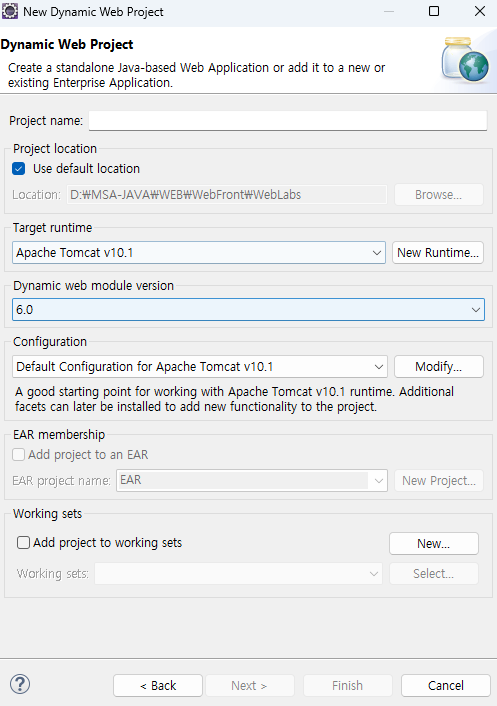 New Dynamic Web Project
Dynamic Web Project
Create a standalone Java-based Web Application or add it to a new or
existing Enterprise Application.
Project name:
Project location
Use default location
Location: D:₩MSA-JAVA₩WEB₩WebFront₩WebLabs Browse...
Target runtime
Apache Tomcat v10.1 New Runtime...
Dynamic web module version
6.0
Configuration
Default Configuration for Apache Tomcat v10.1 Modify...
A good starting point for working with Apache Tomcat v10.1 runtime. Additional
facets can later be installed to add new functionality to the project.
EAR membership
Add project to an EAR
EAR project name: EAR New Project...
Working sets
Add project to working sets New...
Working sets: Select...
? < Back Next > Finish Cancel